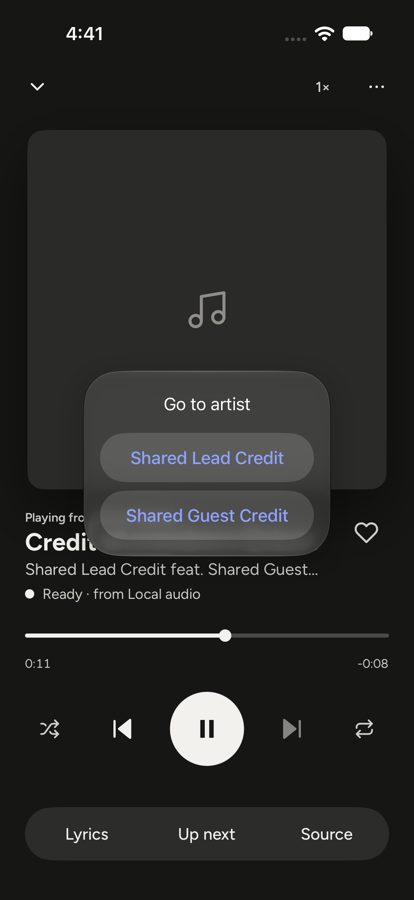 4:41
1×
Go to artist
Shared Lead Credit
Shared Guest Credit
Playing fro
Credit
Shared Lead Credit feat. Shared Guest...
Ready · from Local audio
0:11
-0:08
Lyrics
Up next
Source